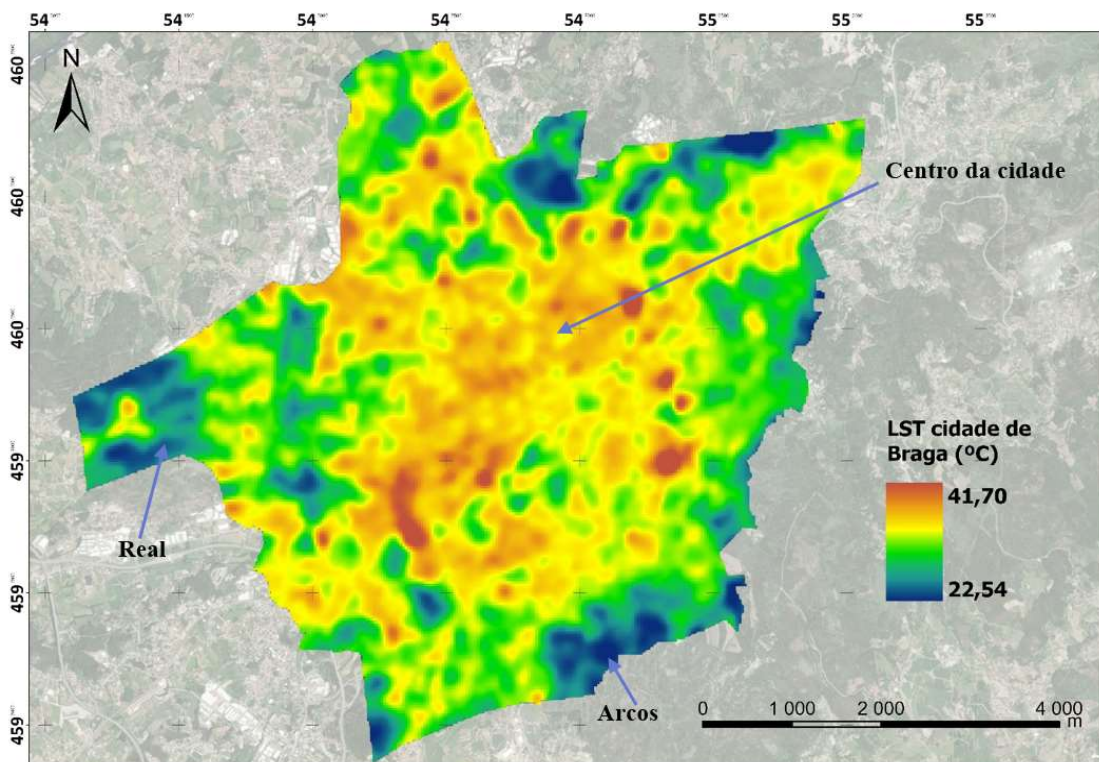 54 54 54 54 54 55 55 55
460
N
Centro da cidade
460
460
LST cidade de
Braga (ºC)
41,70
459
Real
22,54
459
Arcos
0 1 000 2 000 4 000
m
459